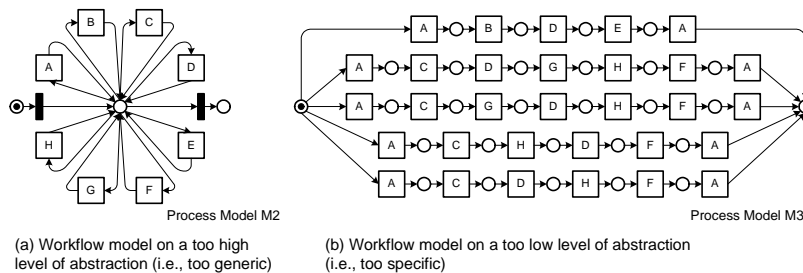 B
C
A
D
H
E
G
F
Process Model M2
(a) Workflow model on a too high
level of abstraction (i.e., too generic)
A B D E A
A C D G H F A
A C G D H F A
A C H D F A
A C D H F A
Process Model M3
(b) Workflow model on a too low level of abstraction
(i.e., too specific)